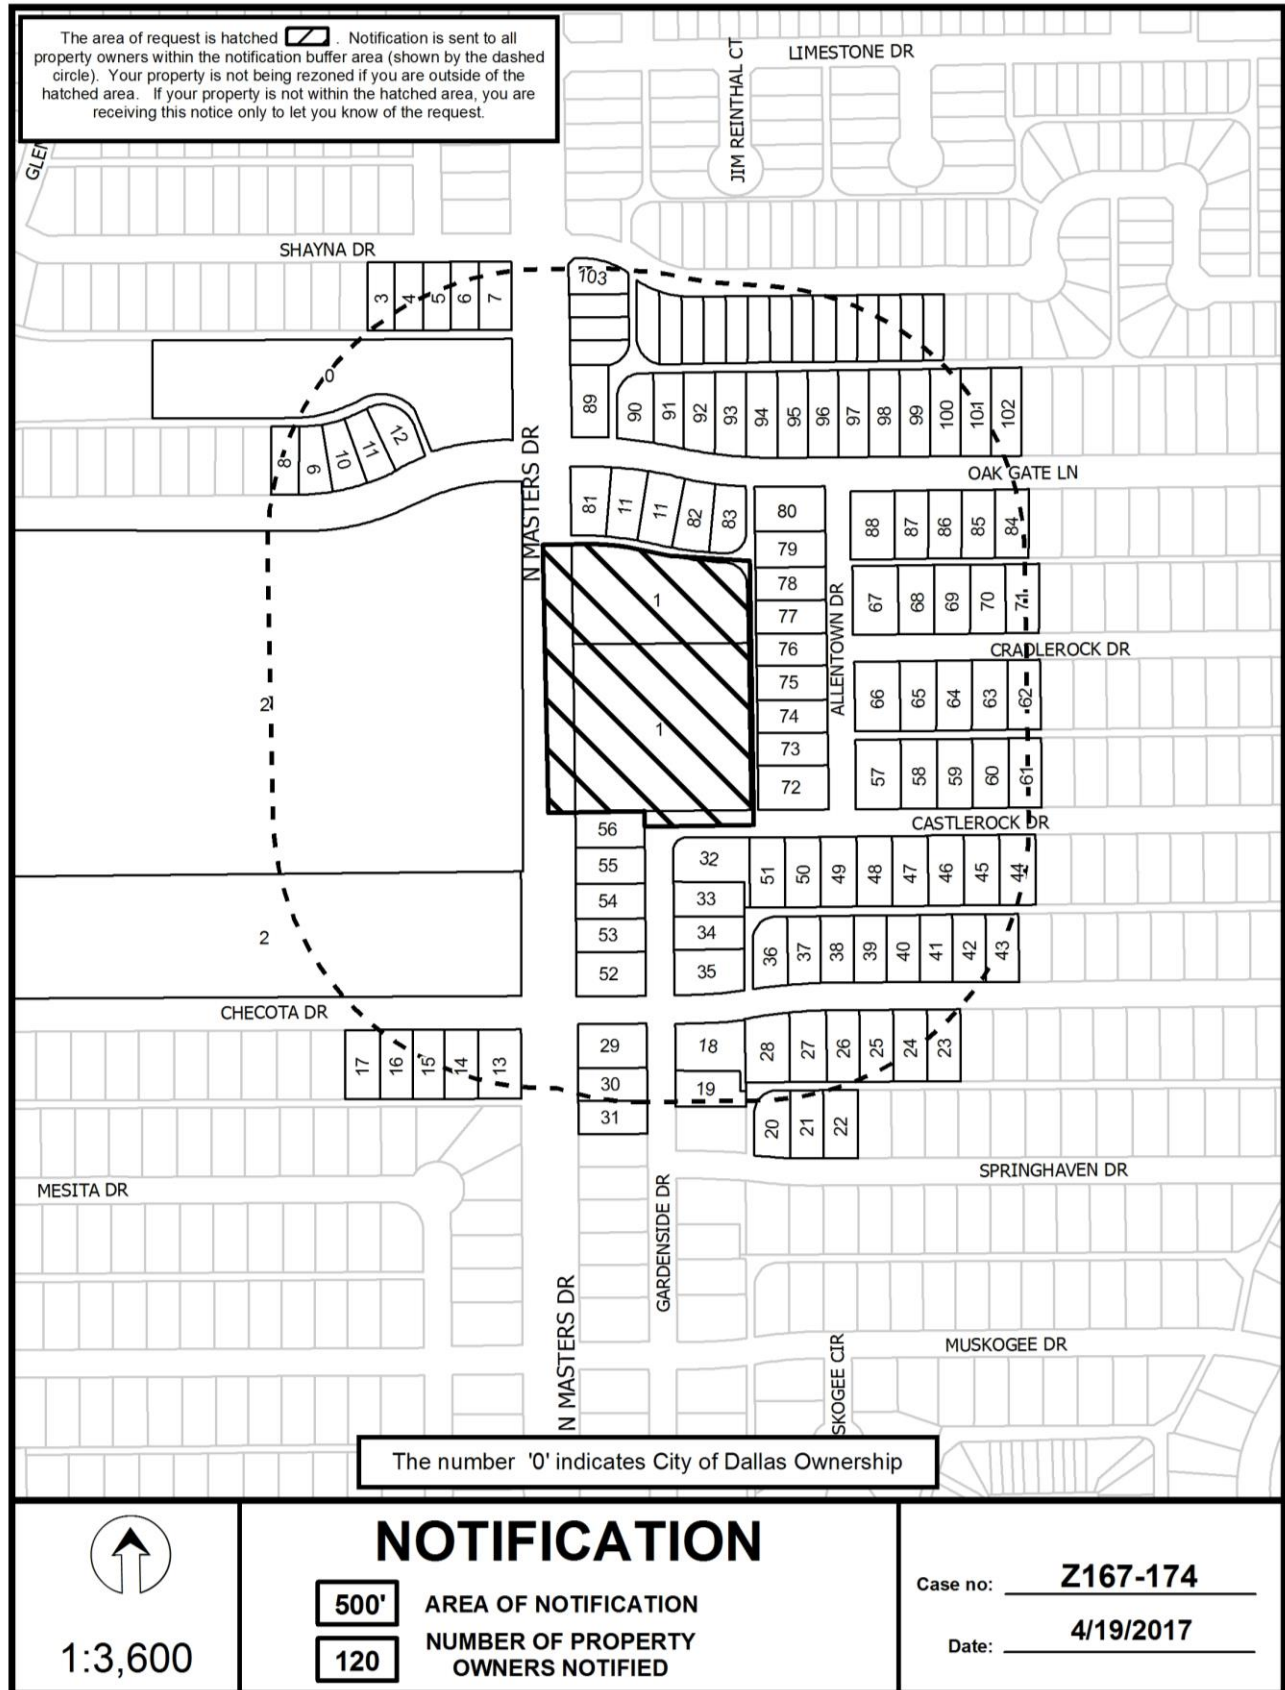 The area of request is hatched . Notification is sent to all
property owners within the notification buffer area (shown by the dashed
circle). Your property is not being rezoned if you are outside of the
hatched area. If your property is not within the hatched area, you are
receiving this notice only to let you know of the request.
LIMESTONE DR
JIM REINTHAL CT
GLEN
SHAYNA DR
3 4 5 6 7
103
0
89 90 91 92 93 94 95 96 97 98 99 100 101 102
8 9 10 11 12
N MASTERS DR
OAK GATE LN
81 11 11 82 83
80
79
78
77
76
75
74
73
72
88 87 86 85 84
ALLENTOWN DR
67 68 69 70 71
CRADLEROCK DR
1
1
2
66 65 64 63 62
57 58 59 60 61
CASTLEROCK DR
56
55
54
53
52
32
33
34
35
51 50 49 48 47 46 45 44
36 37 38 39 40 41 42 43
2
CHECOTA DR
17 16 15 14 13
29
30
31
18
19
28 27 26 25 24 23
20 21 22
SPRINGHAVEN DR
MESITA DR
GARDENSIDE DR
N MASTERS DR
MUSKOGEE DR
SKOGEE CIR
The number '0' indicates City of Dallas Ownership
1:3,600
NOTIFICATION
500' AREA OF NOTIFICATION
120 NUMBER OF PROPERTY
OWNERS NOTIFIED
Case no: Z167-174
Date: 4/19/2017